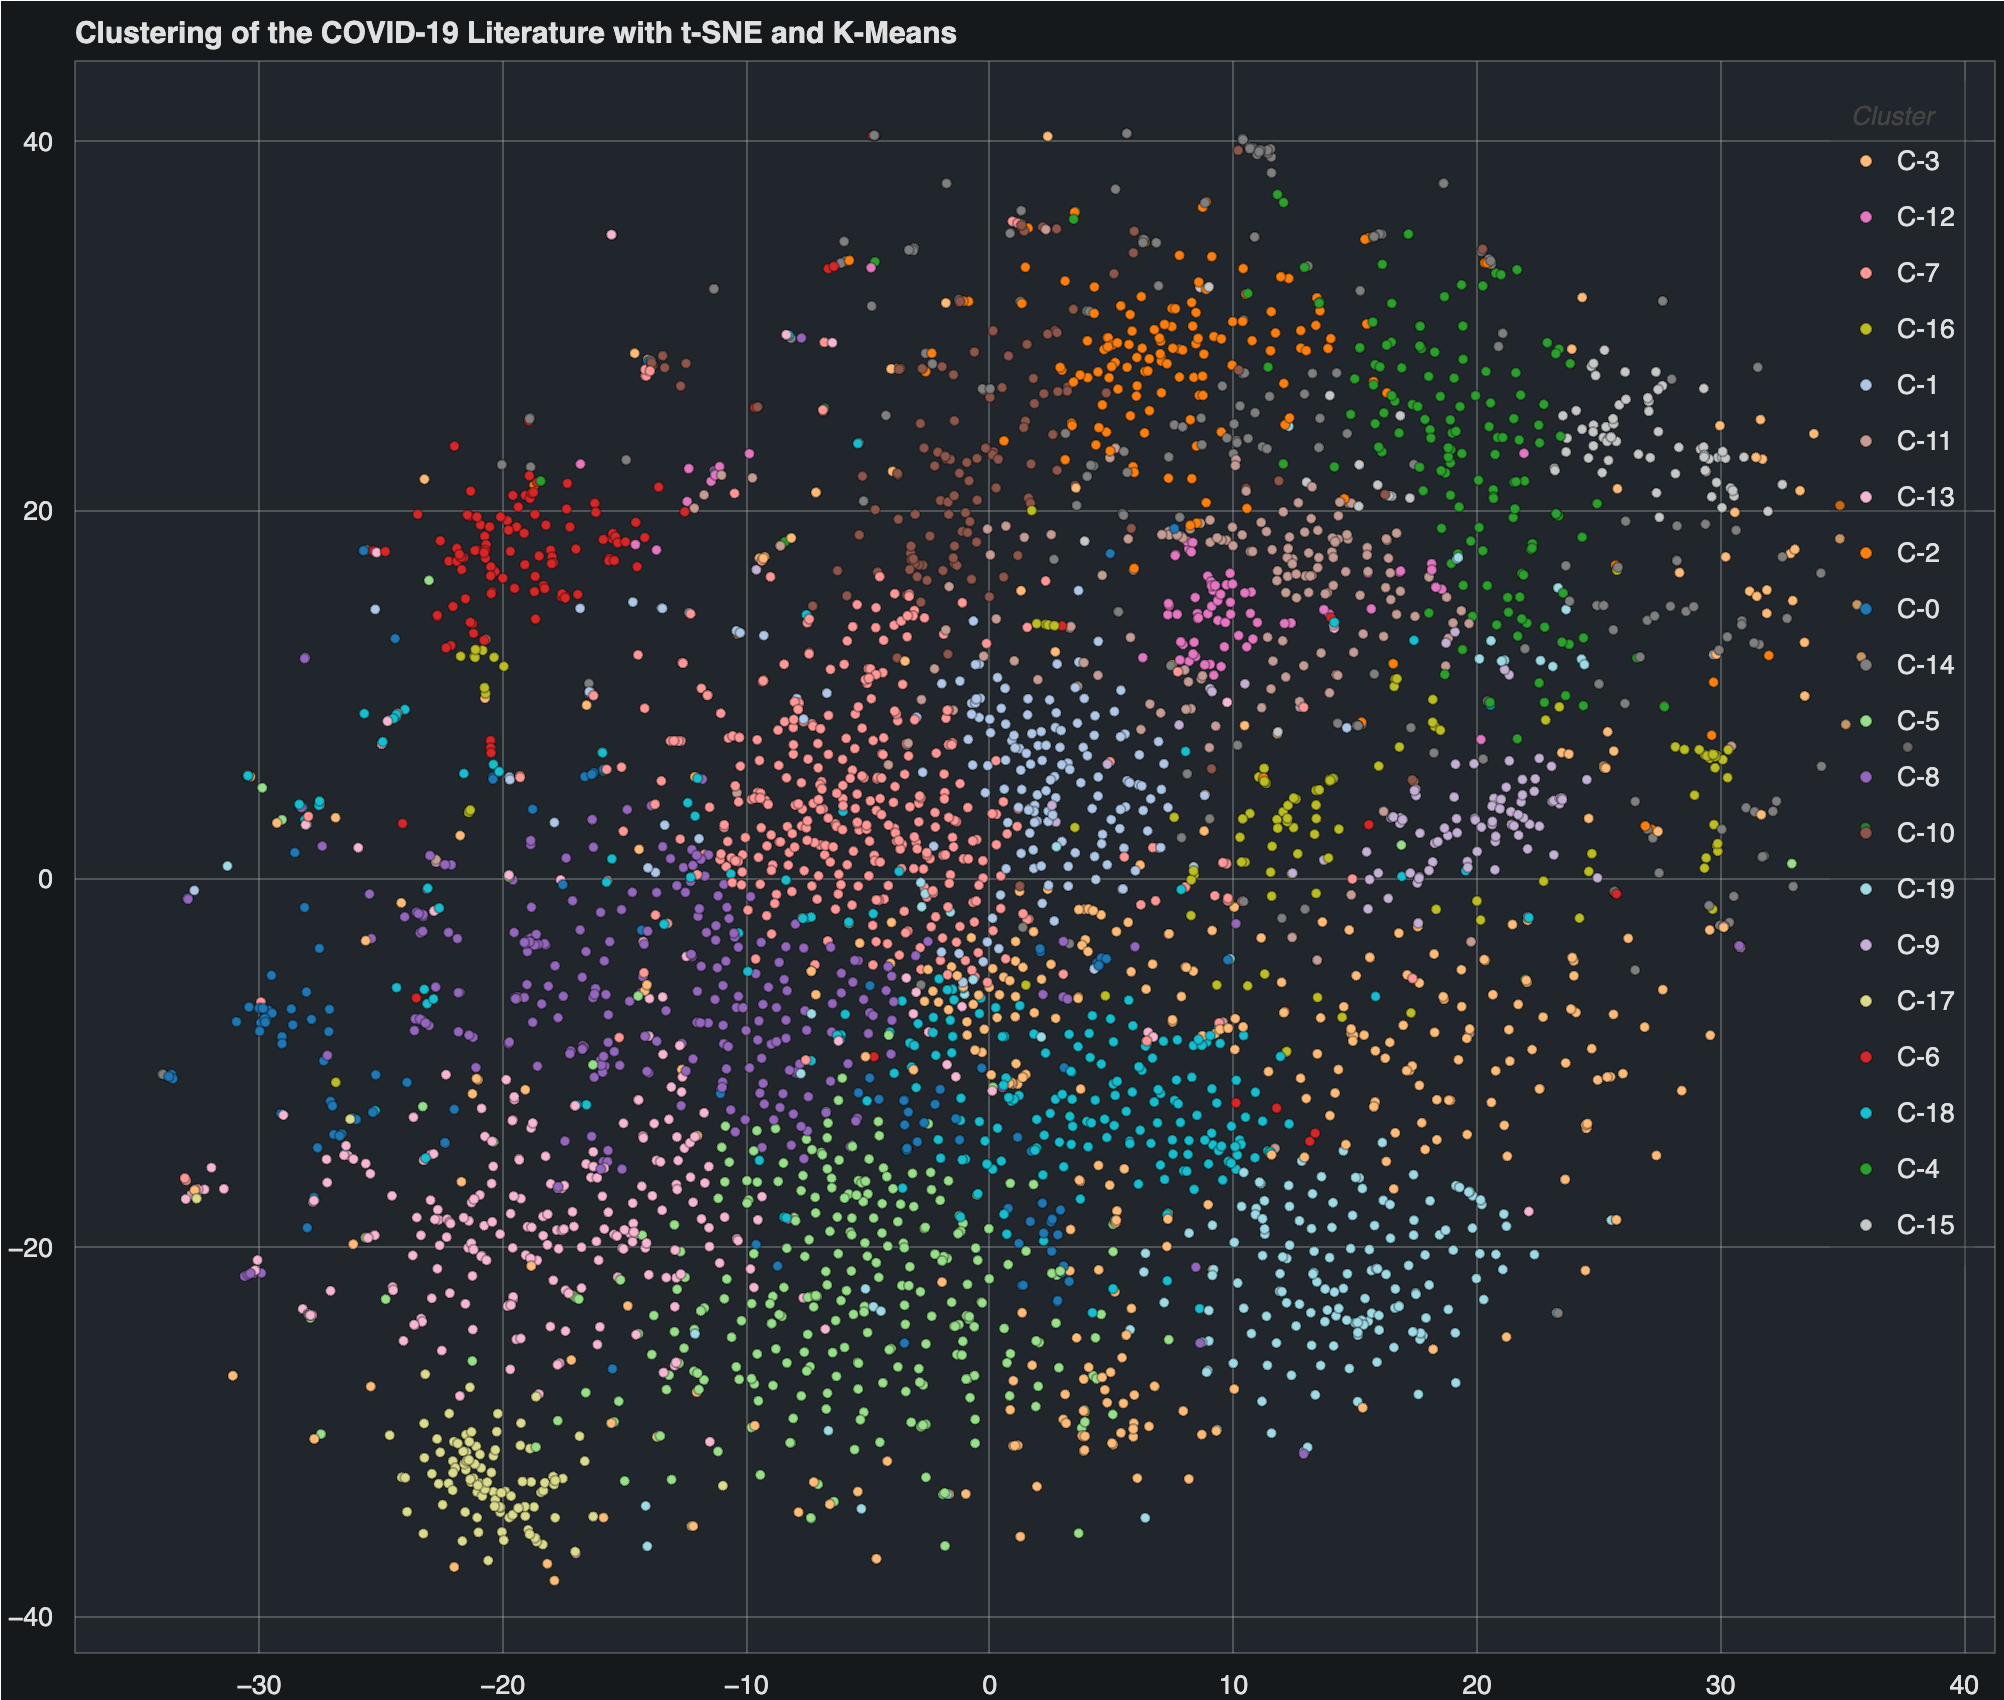 Clustering of the COVID-19 Literature with t-SNE and K-Means
Cluster
C-3
C-12
C-7
C-16
C-1
C-11
C-13
C-2
C-0
C-14
C-5
C-8
C-10
C-19
C-9
C-17
C-6
C-18
C-4
C-15
40
20
0
−20
−40
−30
−20
−10
0
10
20
30
40